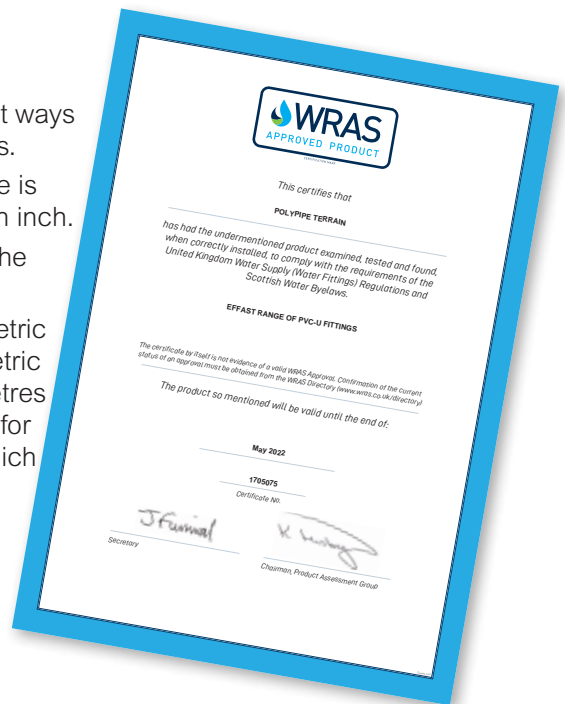 t ways
s.
e is
n inch.
he
etric
etric
etres
for
ich
WRAS
APPROVED PRODUCT
This certifies that
POLYPIPE TERRAIN
has had the undermentioned product examined, tested and found,
when correctly installed, to comply with the requirements of the
United Kingdom Water Supply (Water Fittings) Regulations and
Scottish Water Byelaws.
EFFAST RANGE OF PVC-U FITTINGS
The certificate by itself is not evidence of a valid WRAS Approval. Confirmation of the current
status of an approval must be obtained from the WRAS Directory (www.wras.co.uk/directory)
The product so mentioned will be valid until the end of:
May 2022
1705075
Certificate No.
J Furnival
Secretary
Chairman, Product Assessment Group